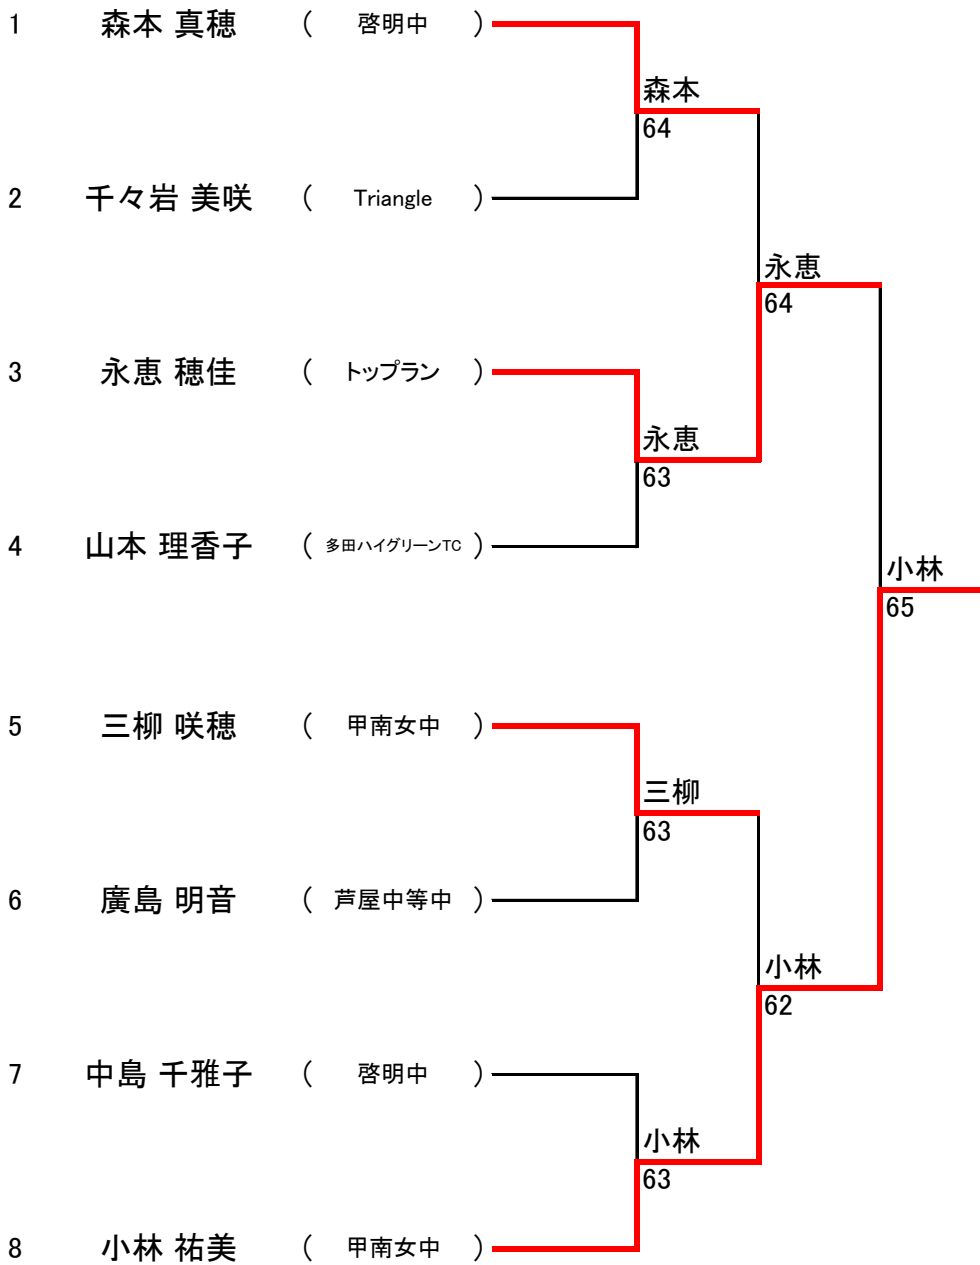 1 森本 真穂 ( 啓明中 )
森本
64
2 千々岩 美咲 ( Triangle )
永恵
64
3 永恵 穂佳 ( トップラン )
永恵
63
4 山本 理香子 ( 多田ハイグリーンTC )
小林
65
5 三柳 咲穂 ( 甲南女中 )
三柳
63
6 廣島 明音 ( 芦屋中等中 )
小林
62
7 中島 千雅子 ( 啓明中 )
小林
63
8 小林 祐美 ( 甲南女中 )